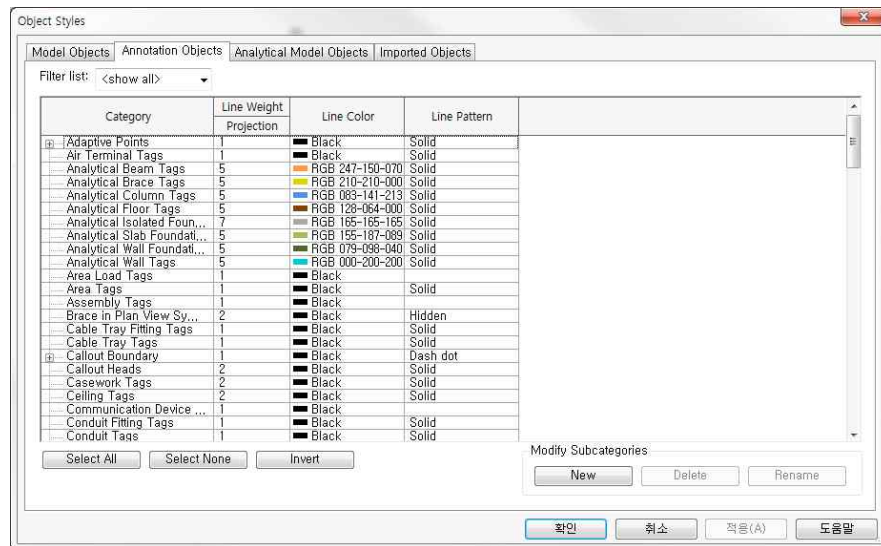 Object Styles
Model Objects Annotation Objects Analytical Model Objects Imported Objects
Filter list: <show all>
Category Line Weight Line Color Line Pattern
Projection
Adaptive Points 1 Black Solid
Air Terminal Tags 1 Black Solid
Analytical Beam Tags 5 RGB 247-150-070 Solid
Analytical Brace Tags 5 RGB 210-210-000 Solid
Analytical Column Tags 5 RGB 083-141-213 Solid
Analytical Floor Tags 5 RGB 128-064-000 Solid
Analytical Isolated Foun... 7 RGB 165-165-165 Solid
Analytical Slab Foundati... 5 RGB 155-187-089 Solid
Analytical Wall Foundati... 5 RGB 079-098-040 Solid
Analytical Wall Tags 5 RGB 000-200-200 Solid
Area Load Tags 1 Black
Area Tags 1 Black Solid
Assembly Tags 1 Black
Brace in Plan View Sy... 2 Black Hidden
Cable Tray Fitting Tags 1 Black Solid
Cable Tray Tags 1 Black Solid
Callout Boundary 1 Black Dash dot
Callout Heads 2 Black Solid
Casework Tags 2 Black Solid
Ceiling Tags 2 Black Solid
Communication Device ... 1 Black
Conduit Fitting Tags 1 Black Solid
Conduit Tags 1 Black Solid
Select All Select None Invert
Modify Subcategories
New Delete Rename
확인 취소 적용(A) 도움말